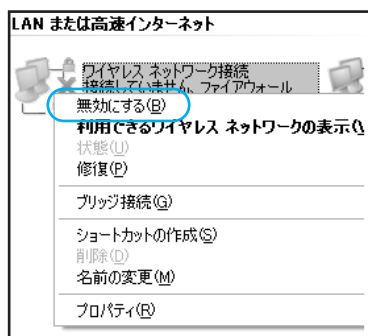 LAN または高速インターネット
ワイヤレス ネットワーク接続
接続していません, ファイアウォール
無効にする(B)
利用できるワイヤレス ネットワークの表示(
状態(U)
修復(P)
ブリッジ接続(G)
ショートカットの作成(S)
削除(D)
名前の変更(M)
プロパティ(R)